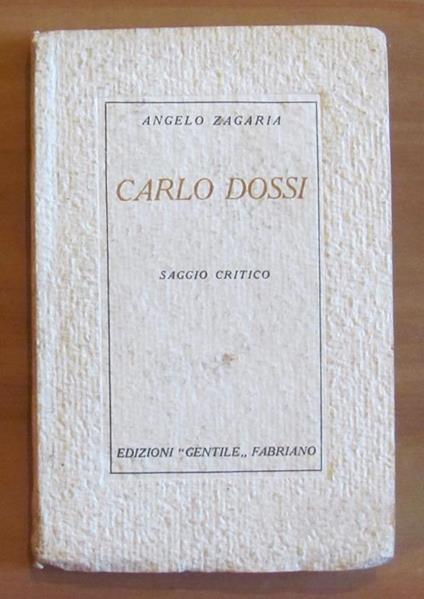 ANGELO ZAGARIA
CARLO DOSSI
SAGGIO CRITICO
EDIZIONI "GENTILE„ FABRIANO